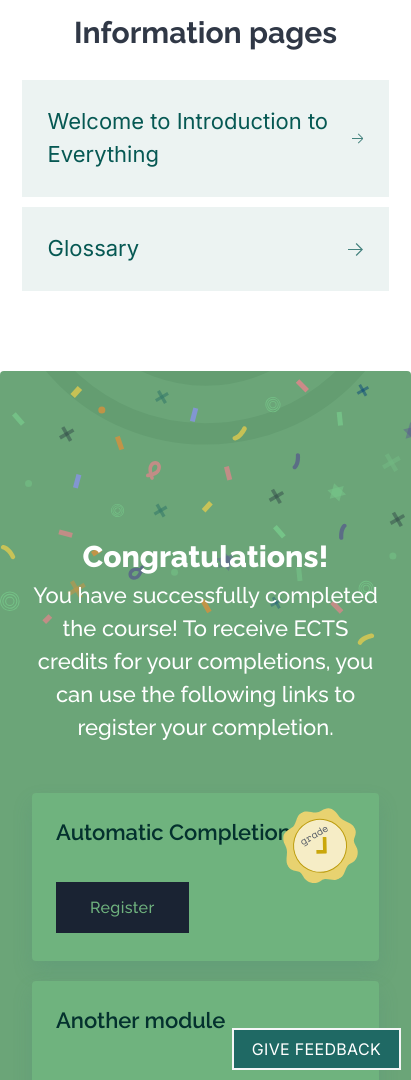 Information pages
Welcome to Introduction to
Everything
Glossary
Congratulations!
You have successfully completed
the course! To receive ECTS
credits for your completions, you
can use the following links to
register your completion.
Automatic Completion
grade
Register
Another module
GIVE FEEDBACK